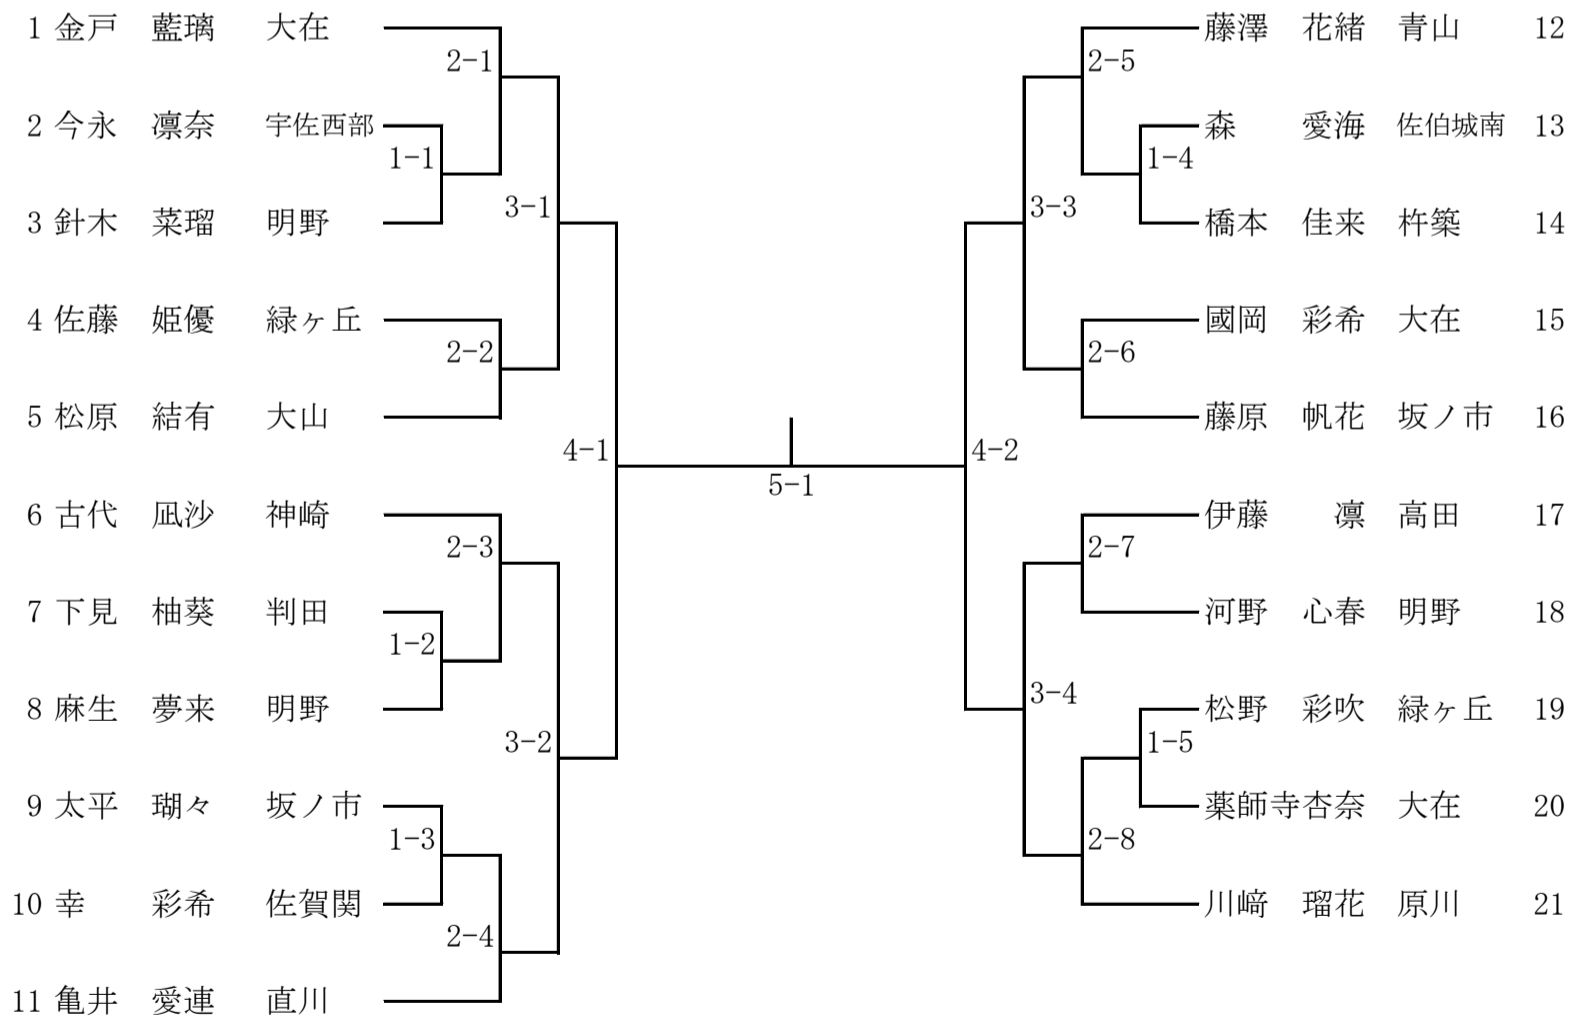 1 金戸 藍璃 大在
2-1
2 今永 凛奈 宇佐西部
1-1
3 針木 菜瑠 明野
3-1
4 佐藤 姫優 緑ヶ丘
2-2
5 松原 結有 大山
4-1
6 古代 凪沙 神崎
2-3
7 下見 柚葵 判田
1-2
8 麻生 夢来 明野
3-2
9 太平 瑚々 坂ノ市
1-3
10 幸 彩希 佐賀関
2-4
11 亀井 愛連 直川
5-1
藤澤 花緒 青山 12
2-5
森 愛海 佐伯城南 13
1-4
橋本 佳来 杵築 14
3-3
國岡 彩希 大在 15
2-6
藤原 帆花 坂ノ市 16
4-2
伊藤 凛 高田 17
2-7
河野 心春 明野 18
3-4
松野 彩吹 緑ヶ丘 19
1-5
薬師寺杏奈 大在 20
2-8
川﨑 瑠花 原川 21